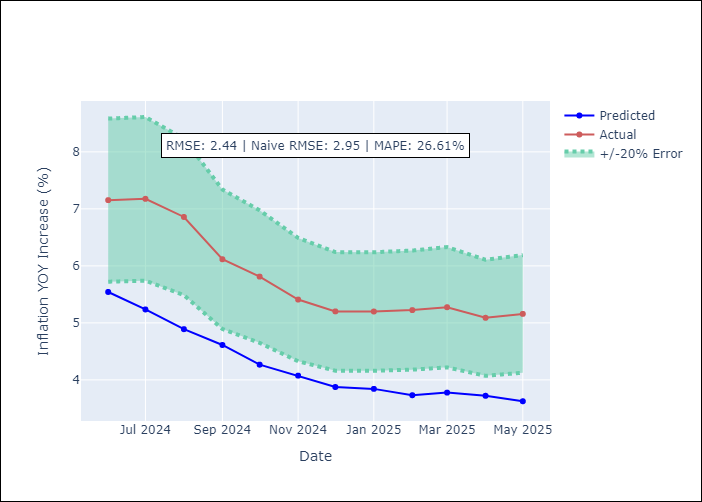 RMSE: 2.44 | Naive RMSE: 2.95 | MAPE: 26.61%
Predicted
Actual
+/-20% Error
Inflation YOY Increase (%)
8
7
6
5
4
Jul 2024
Sep 2024
Nov 2024
Jan 2025
Mar 2025
May 2025
Date